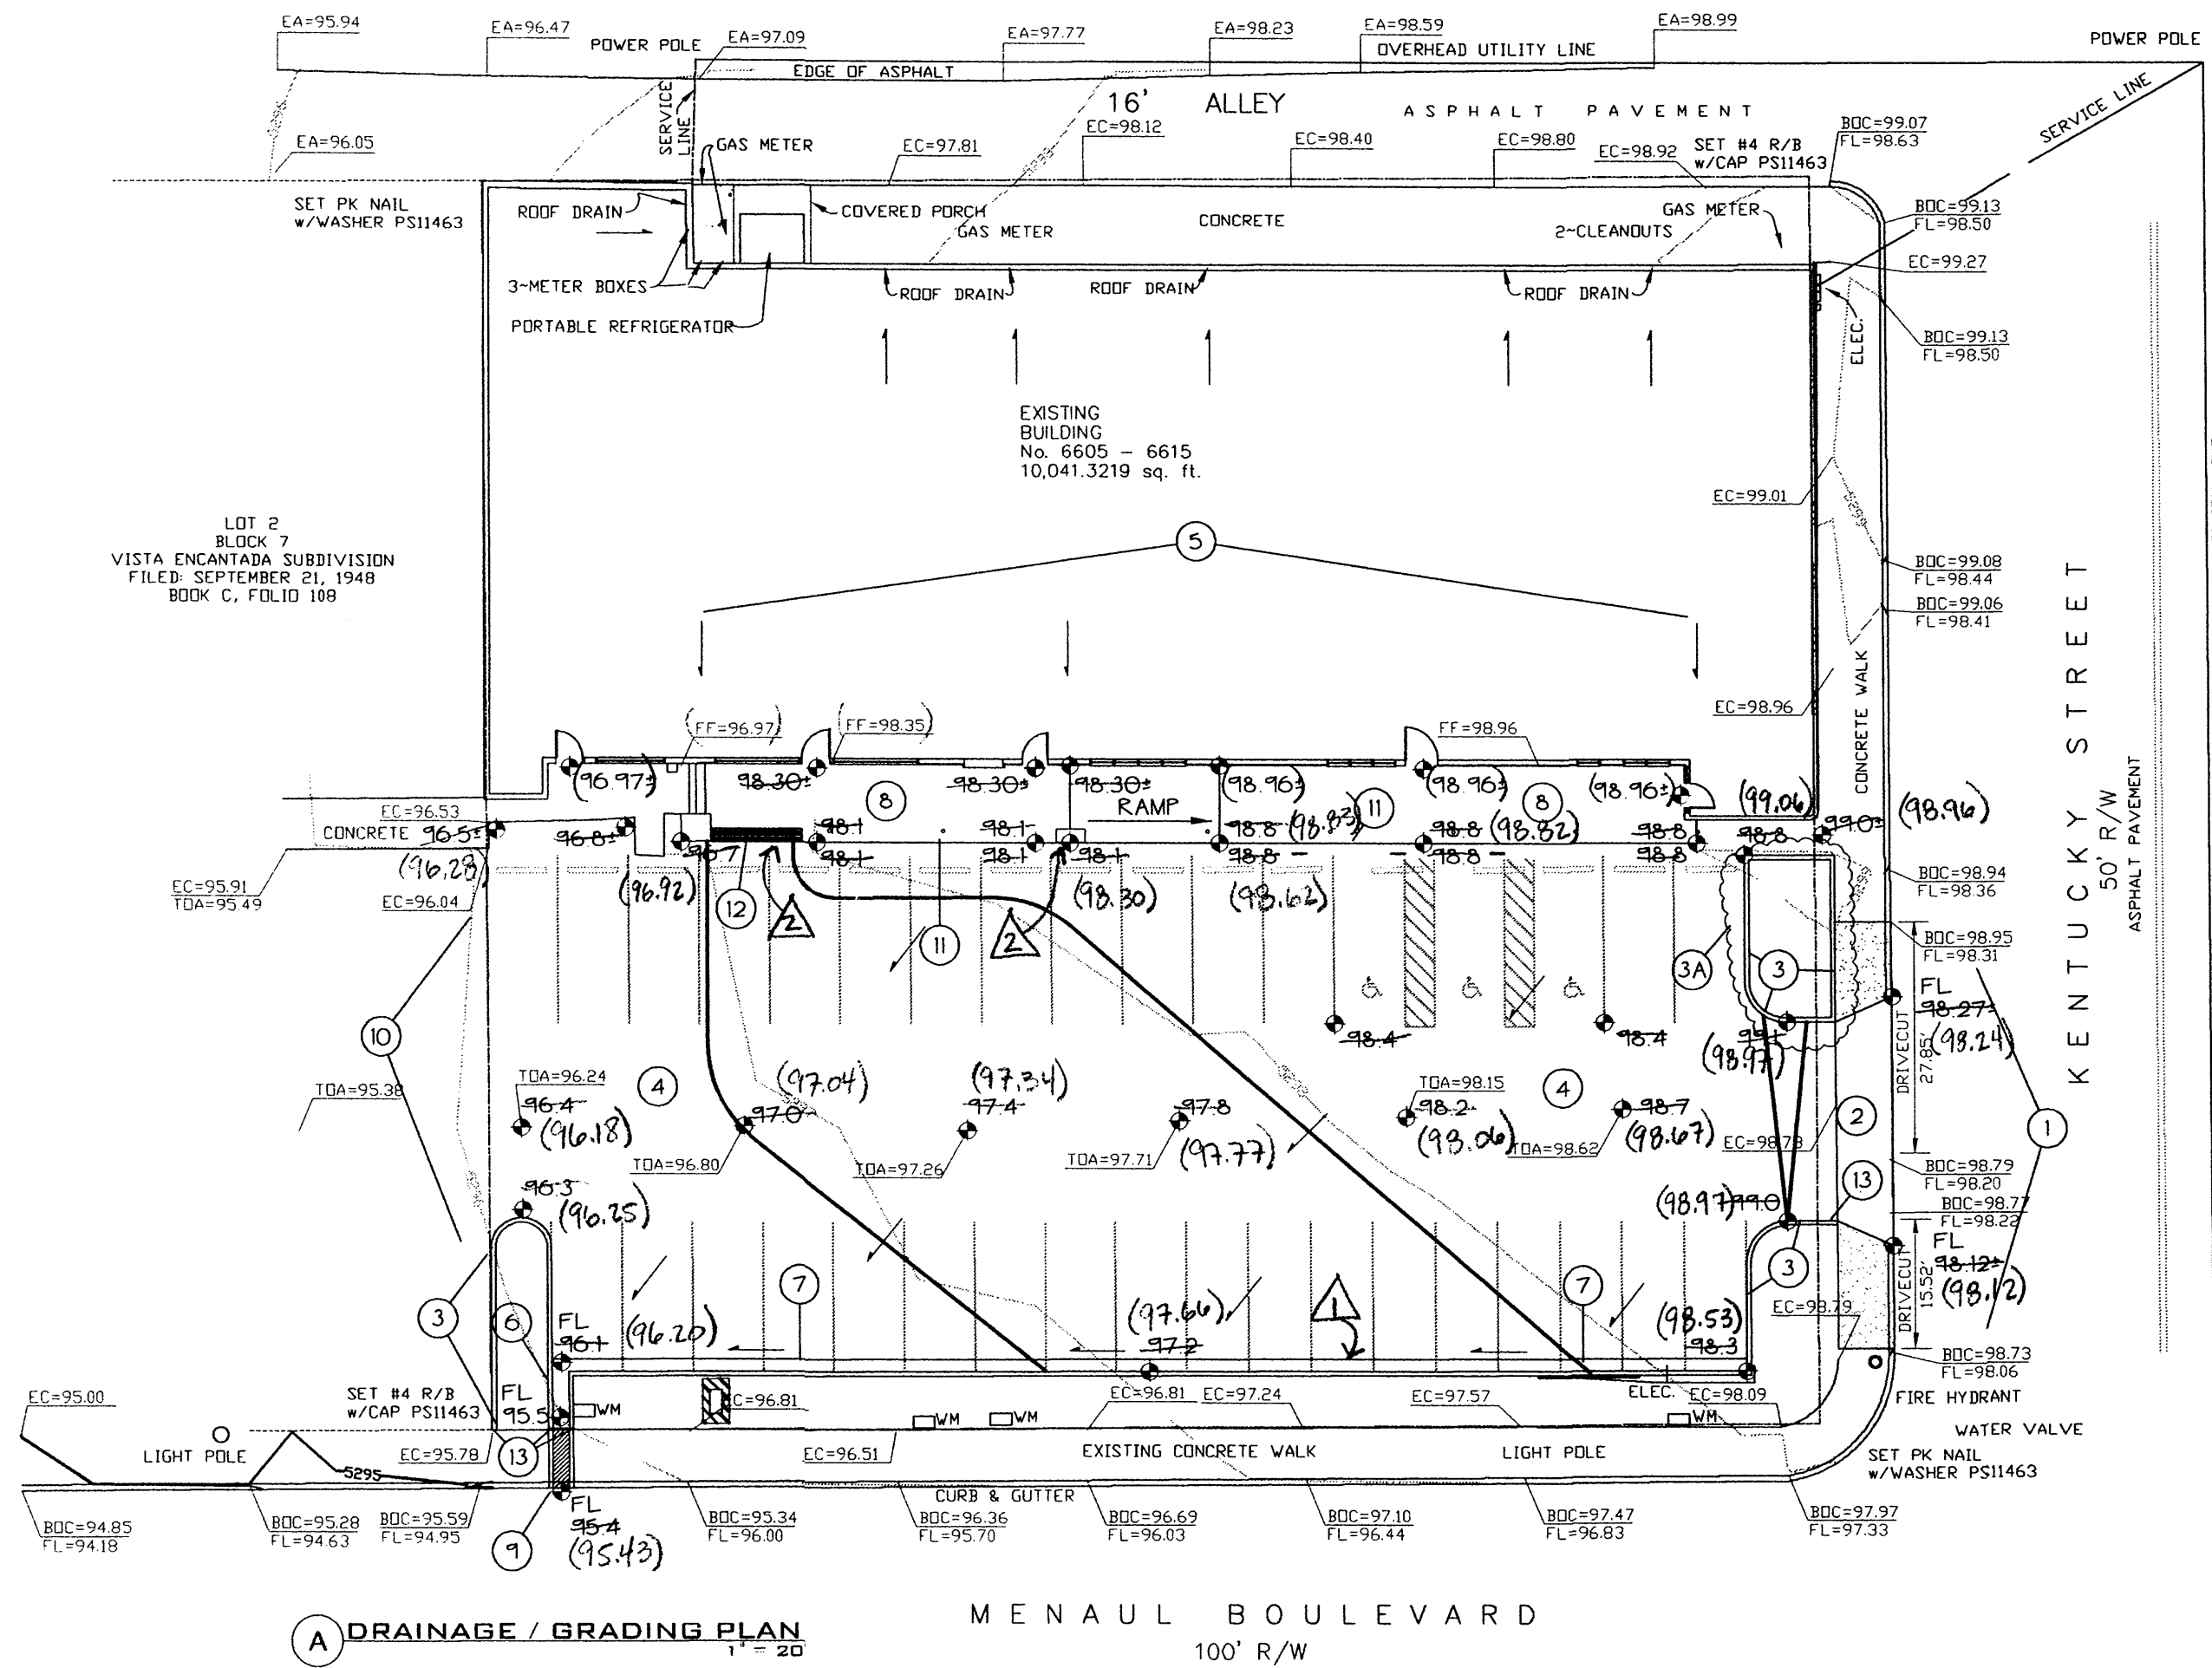 EA=95.94
EA=96.47
POWER POLE
EA=97.09
EDGE OF ASPHALT
EA=97.77
EA=98.23
EA=98.59
OVERHEAD UTILITY LINE
EA=98.99
POWER POLE
16' ALLEY
ASPHALT PAVEMENT
SERVICE LINE
EA=96.05
SERVICE
LINE
GAS METER
EC=97.81
EC=98.12
EC=98.40
EC=98.80
EC=98.92
SET #4 R/B
w/CAP PS11463
BOC=99.07
FL=98.63
SET PK NAIL
w/WASHER PS11463
ROOF DRAIN
COVERED PORCH
GAS METER
CONCRETE
GAS METER
2~CLEANOUTS
BOC=99.13
FL=98.50
EC=99.27
3~METER BOXES
ROOF DRAIN
ROOF DRAIN
ROOF DRAIN
PORTABLE REFRIGERATOR
ELEC.
BOC=99.13
FL=98.50
EXISTING
BUILDING
No. 6605 - 6615
10,041.3219 sq. ft.
EC=99.01
LOT 2
BLOCK 7
VISTA ENCANTADA SUBDIVISION
FILED: SEPTEMBER 21, 1948
BOOK C, FOLIO 108
5
BOC=99.08
FL=98.44
BOC=99.06
FL=98.41
CONCRETE WALK
KENTUCKY STREET
50' R/W
ASPHALT PAVEMENT
EC=98.96
(FF=96.97)
(FF=98.35)
FF=98.96
(96.97±)
98.30±
98.30±
98.30±
(98.96±)
(98.96±)
(98.96±)
8
RAMP
11
8
(99.06)
EC=96.53
CONCRETE
96.5±
96.8±
96.7
98.1
98.1
98.8
(98.83)
98.8
(98.82)
98.8
98.8
99.0±
(98.96)
98.1
98.1
98.1
98.8
98.8
98.8
(96.28)
(96.92)
(98.30)
(98.62)
EC=95.91
TOA=95.49
EC=96.04
12
2
11
2
BOC=98.94
FL=98.36
BOC=98.95
FL=98.31
3A
3
FL
98.27±
(98.24)
DRIVECUT
27.85'
10
98.4
98.4
(98.97)
TOA=95.38
TOA=96.24
96.4
(96.18)
4
97.0
(97.04)
TOA=96.80
(97.34)
97.4
TOA=97.26
97.8
(97.77)
TOA=97.71
TOA=98.15
98.2
(98.06)
4
98.7
(98.67)
TOA=98.62
EC=98.78
2
1
BOC=98.79
FL=98.20
BOC=98.77
FL=98.22
13
96.3
(96.25)
(98.97)
99.0
FL
98.12±
(98.12)
DRIVECUT
15.52'
3
6
FL
96.1
(96.20)
7
(97.66)
97.2
1
7
(98.53)
98.3
3
EC=98.79
BOC=98.73
FL=98.06
FIRE HYDRANT
EC=95.00
SET #4 R/B
w/CAP PS11463
FL
95.5
WM
C=96.81
WM
WM
EC=96.81
EC=97.24
EC=97.57
ELEC.
EC=98.09
WM
WATER VALVE
LIGHT POLE
EC=95.78
13
EC=96.51
EXISTING CONCRETE WALK
LIGHT POLE
SET PK NAIL
w/WASHER PS11463
5295
CURB & GUTTER
BOC=94.85
FL=94.18
BOC=95.28
FL=94.63
BOC=95.59
FL=94.95
9
FL
95.4
(95.43)
BOC=95.34
FL=96.00
BOC=96.36
FL=95.70
BOC=96.69
FL=96.03
BOC=97.10
FL=96.44
BOC=97.47
FL=96.83
BOC=97.97
FL=97.33
A
DRAINAGE / GRADING PLAN
1" = 20'
MENAUL BOULEVARD
100' R/W